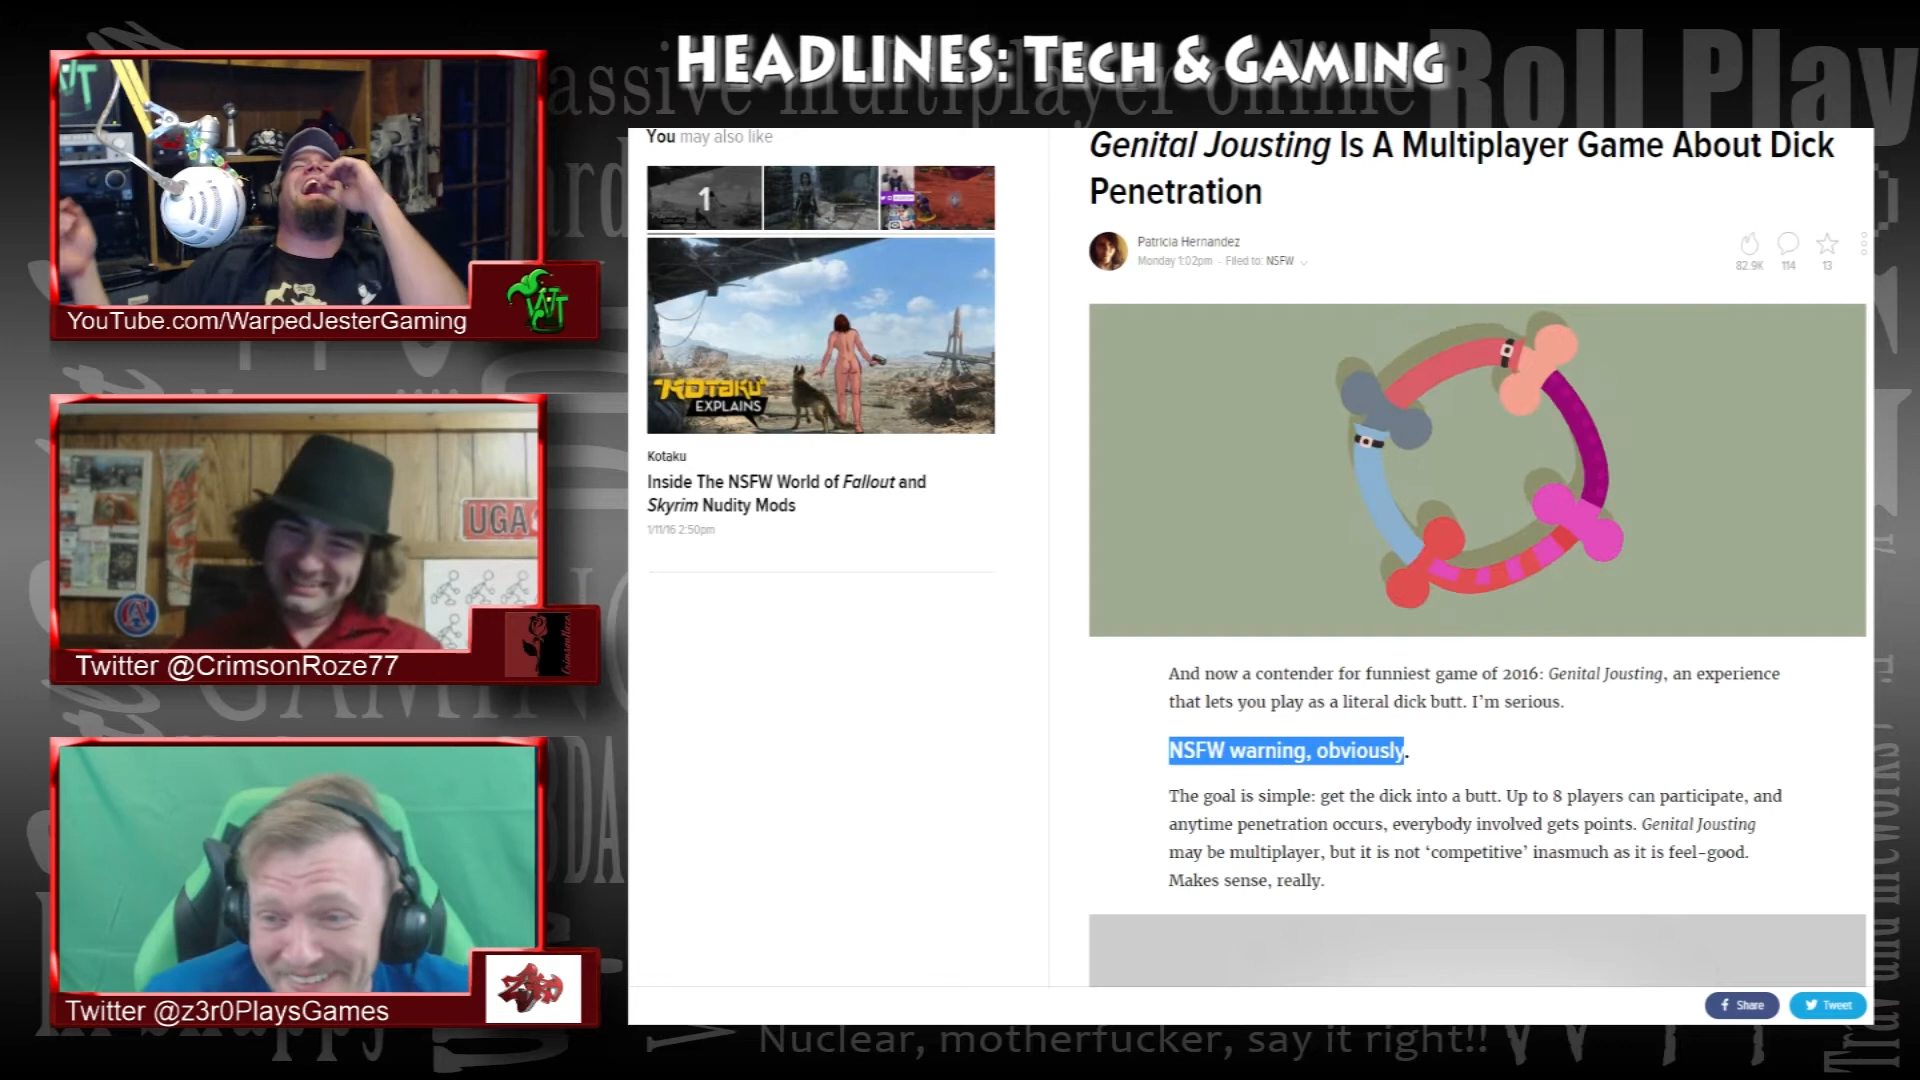 HEADLINES: TECH & GAMING
assive multiplayer online
Roll Play
YouTube.com/WarpedJesterGaming
UGA
Twitter @CrimsonRoze77
Twitter @z3r0PlaysGames
You may also like
1
KOTAKU
EXPLAINS
Kotaku
Inside The NSFW World of Fallout and
Skyrim Nudity Mods
1/11/16 2:50pm
Genital Jousting Is A Multiplayer Game About Dick
Penetration
Patricia Hernandez
Monday 1:02pm - Filed to: NSFW
82.9K 114 13
And now a contender for funniest game of 2016: Genital Jousting, an experience
that lets you play as a literal dick butt. I'm serious.
NSFW warning, obviously.
The goal is simple: get the dick into a butt. Up to 8 players can participate, and
anytime penetration occurs, everybody involved gets points. Genital Jousting
may be multiplayer, but it is not ‘competitive’ inasmuch as it is feel-good.
Makes sense, really.
Share
Tweet
Nuclear, motherfucker, say it right!!